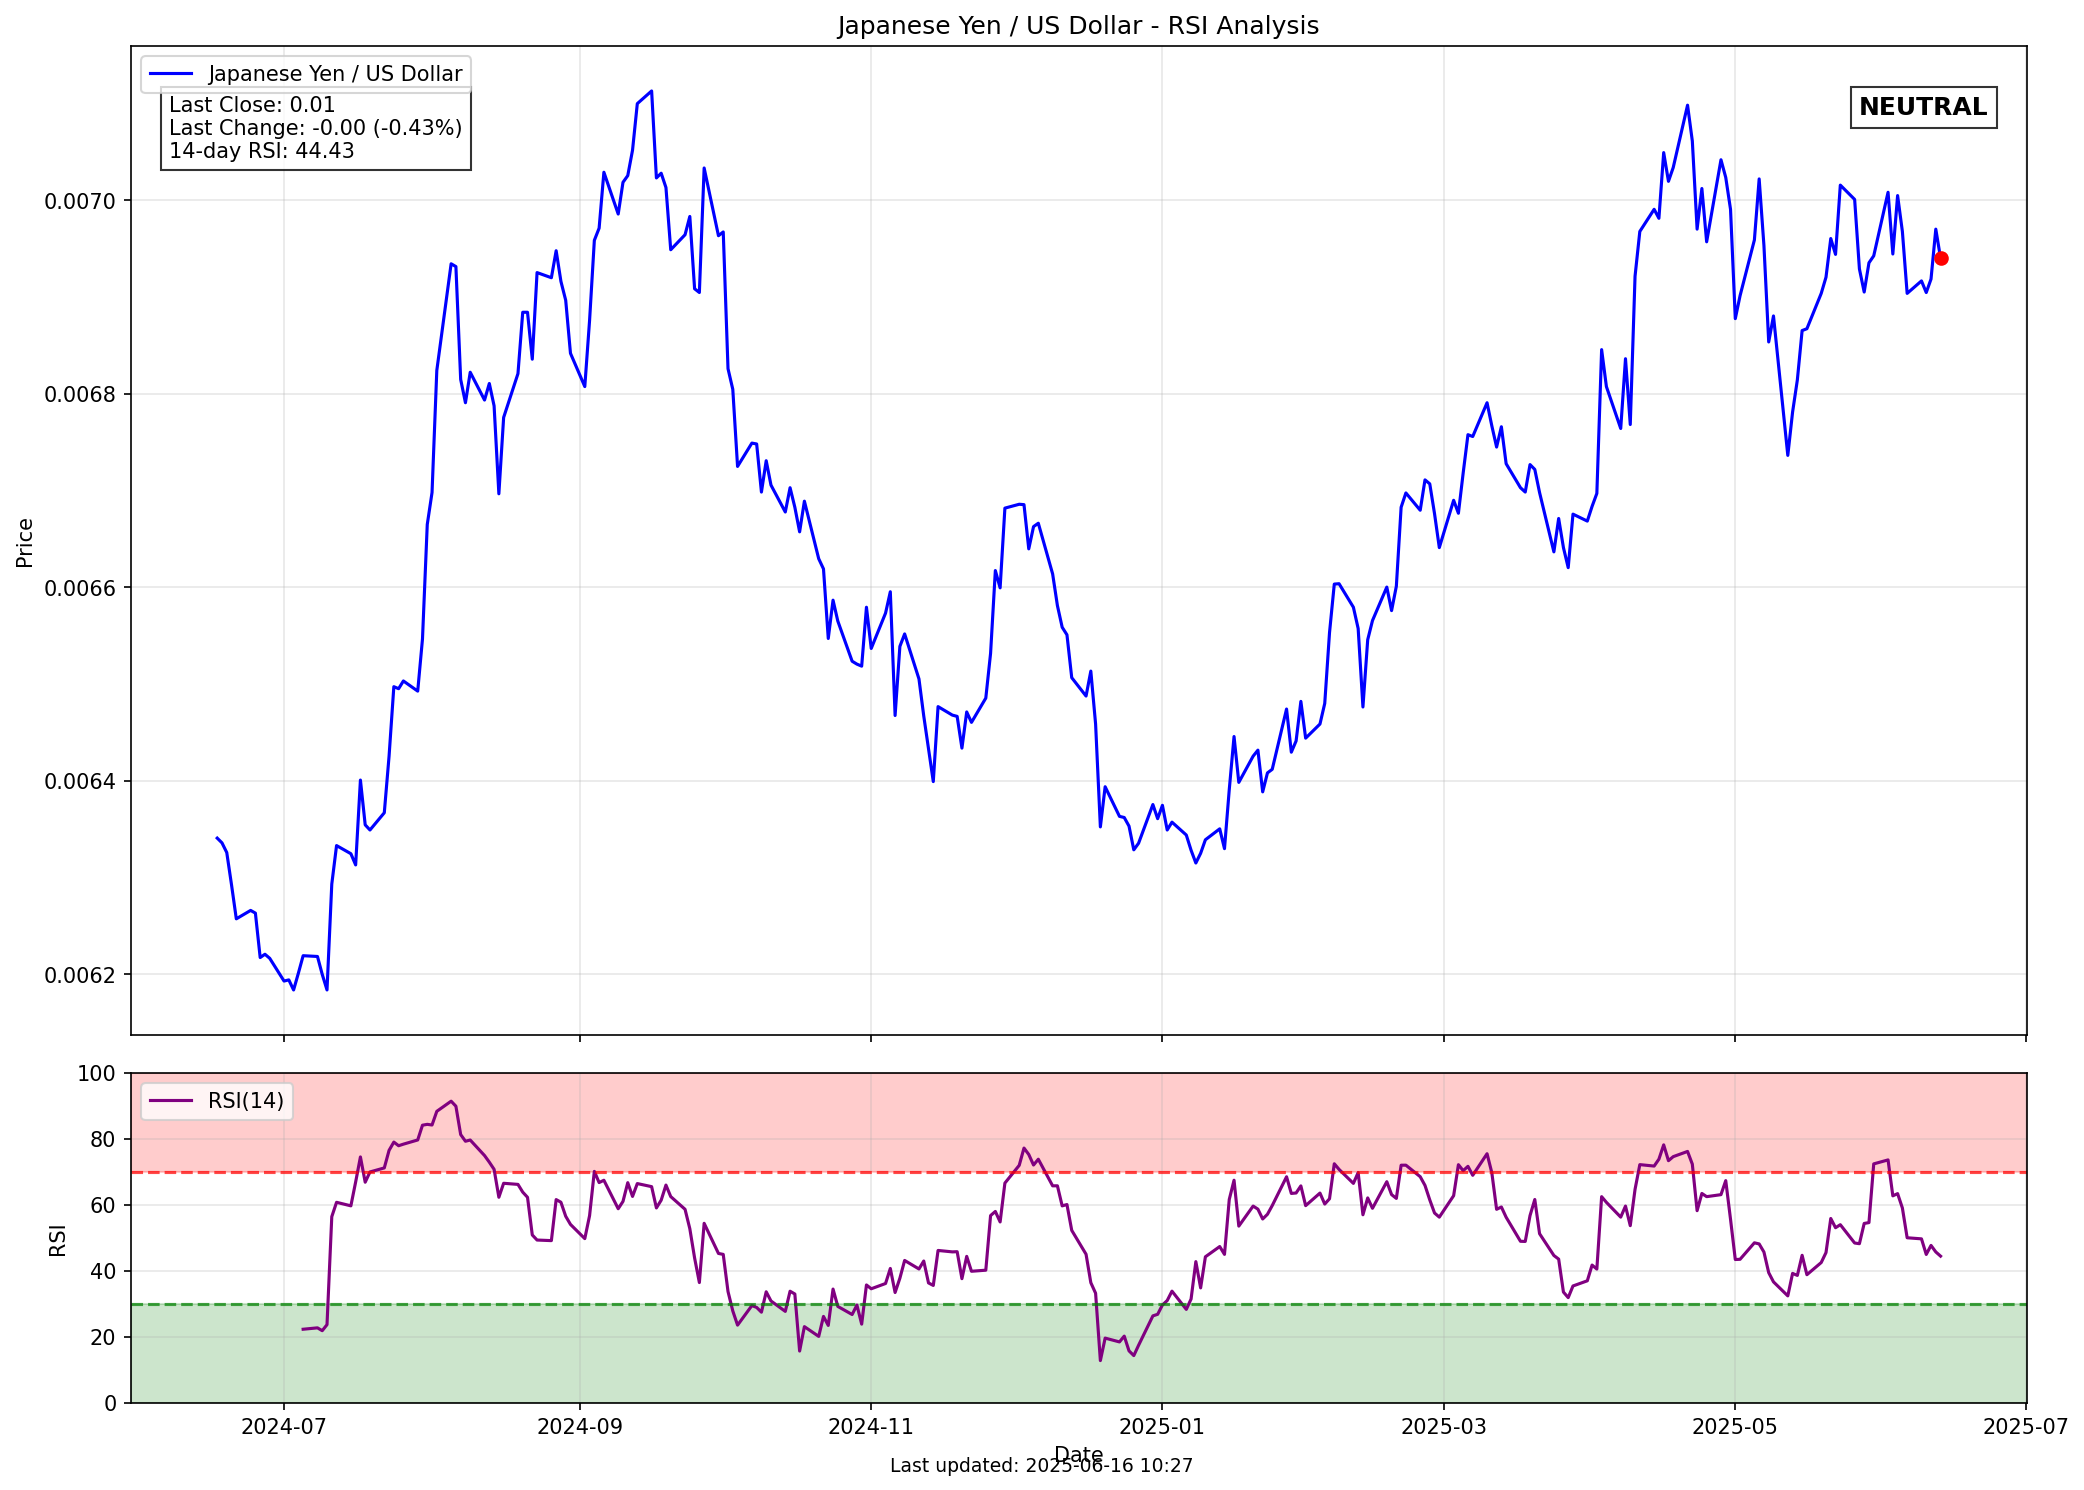 Japanese Yen / US Dollar - RSI Analysis
Japanese Yen / US Dollar
Last Close: 0.01
Last Change: -0.00 (-0.43%)
14-day RSI: 44.43
NEUTRAL
Price
0.0070
0.0068
0.0066
0.0064
0.0062
RSI(14)
RSI
100
80
60
40
20
0
2024-07
2024-09
2024-11
2025-01
2025-03
2025-05
2025-07
Date
Last updated: 2025-06-16 10:27